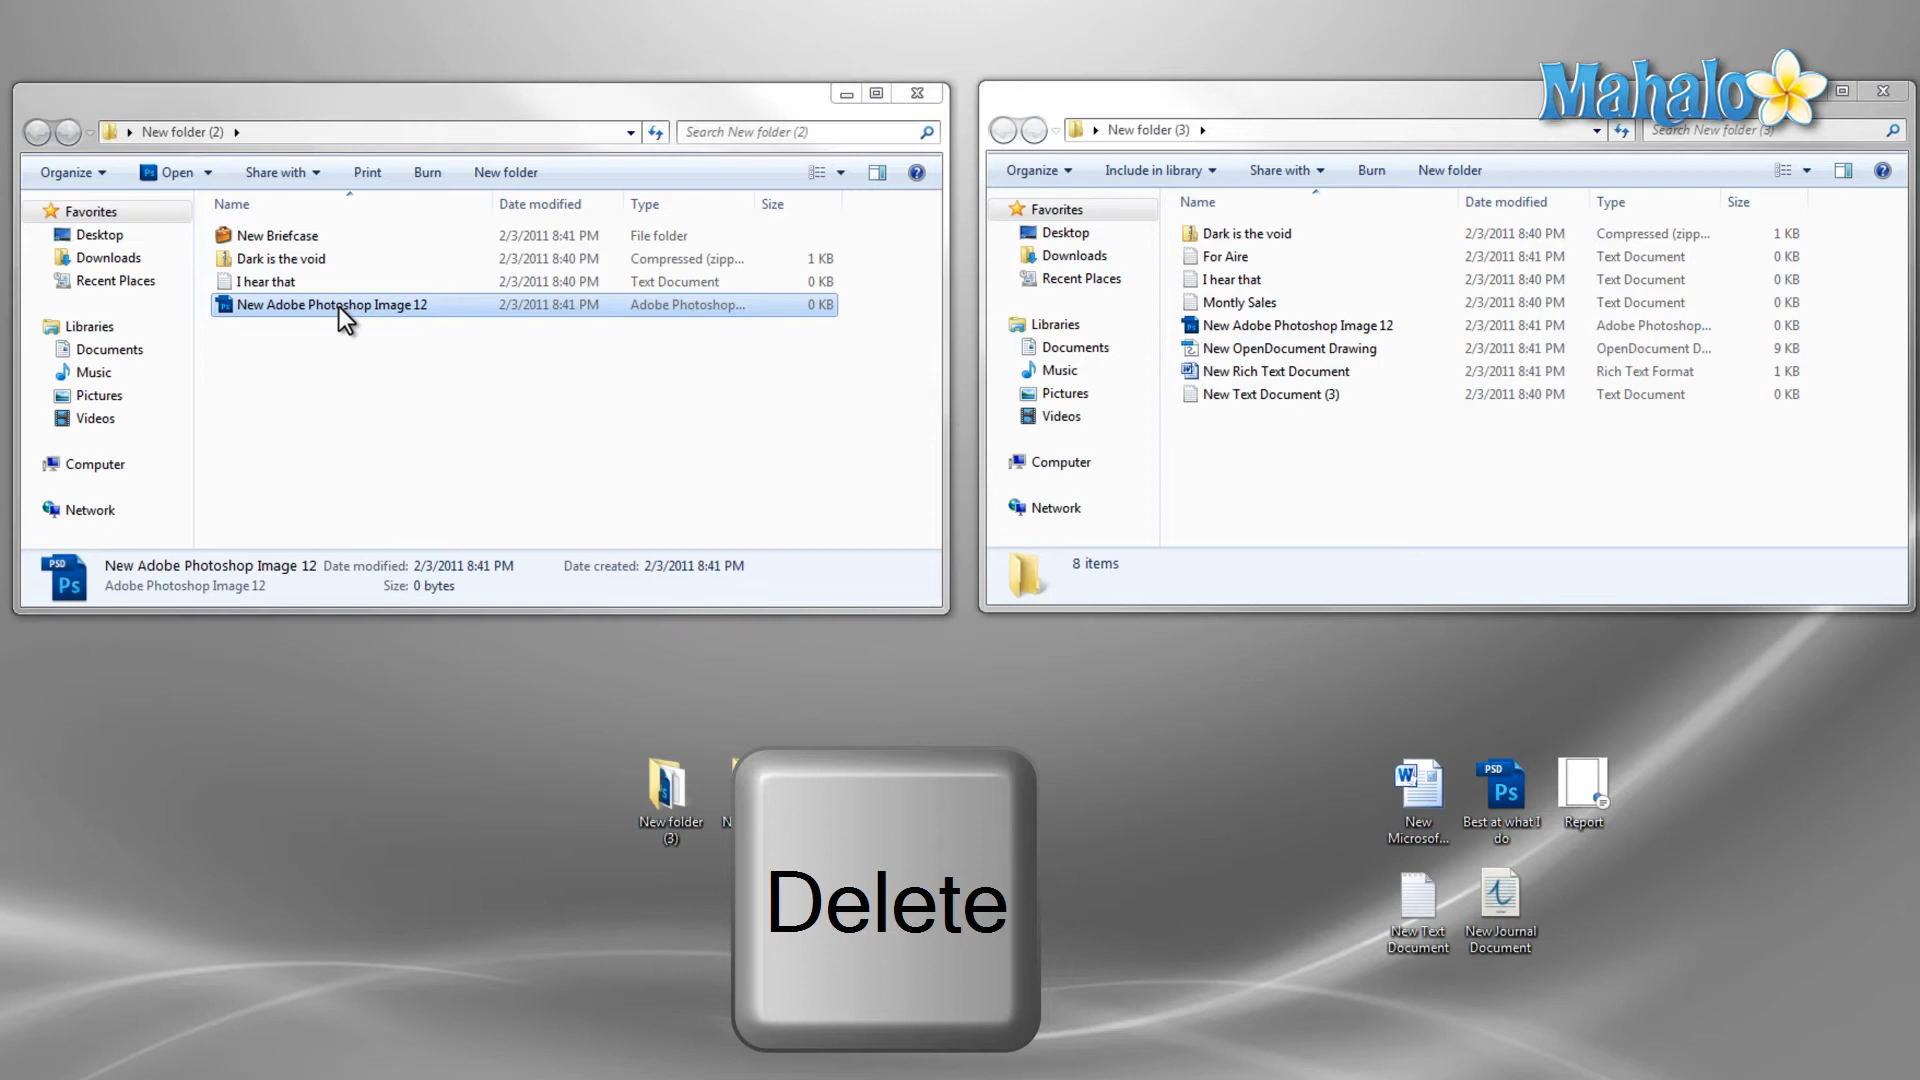 Mahalo
New folder (2)
Search New folder (2)
Organize Open Share with Print Burn New folder
Name Date modified Type Size
Favorites
Desktop
Downloads
Recent Places
Libraries
Documents
Music
Pictures
Videos
Computer
Network
New Briefcase 2/3/2011 8:41 PM File folder
Dark is the void 2/3/2011 8:40 PM Compressed (zipp... 1 KB
I hear that 2/3/2011 8:40 PM Text Document 0 KB
New Adobe Photoshop Image 12 2/3/2011 8:41 PM Adobe Photoshop... 0 KB
PSD
Ps
New Adobe Photoshop Image 12 Date modified: 2/3/2011 8:41 PM Date created: 2/3/2011 8:41 PM
Adobe Photoshop Image 12 Size: 0 bytes
New folder (3)
Search New folder (3)
Organize Include in library Share with Burn New folder
Name Date modified Type Size
Favorites
Desktop
Downloads
Recent Places
Libraries
Documents
Music
Pictures
Videos
Computer
Network
Dark is the void 2/3/2011 8:40 PM Compressed (zipp... 1 KB
For Aire 2/3/2011 8:40 PM Text Document 0 KB
I hear that 2/3/2011 8:40 PM Text Document 0 KB
Montly Sales 2/3/2011 8:40 PM Text Document 0 KB
New Adobe Photoshop Image 12 2/3/2011 8:41 PM Adobe Photoshop... 0 KB
New OpenDocument Drawing 2/3/2011 8:41 PM OpenDocument D... 9 KB
New Rich Text Document 2/3/2011 8:40 PM Rich Text Format 1 KB
New Text Document (3) 2/3/2011 8:40 PM Text Document 0 KB
8 items
New folder
(3)
N
Delete
New
Microsof...
PSD
Ps
Best at what I
do
Report
New Text
Document
New Journal
Document